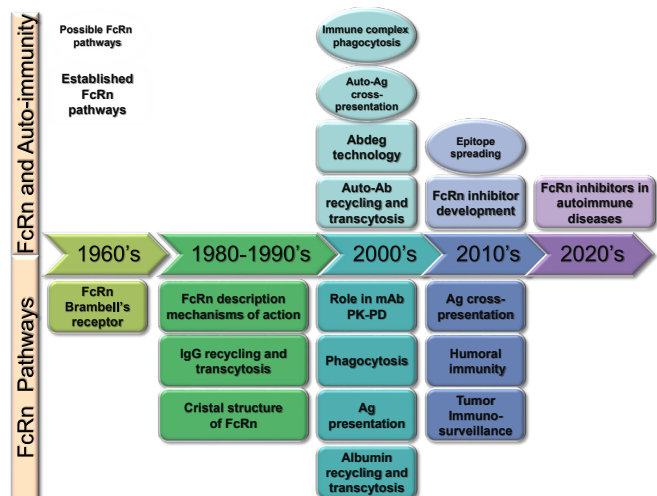 FcRn and Auto-immunity
Possible FcRn
pathways
Established
FcRn
pathways
Immune complex
phagocytosis
Auto-Ag
cross-
presentation
Abdeg
technology
Auto-Ab
recycling and
transcytosis
Epitope
spreading
FcRn inhibitor
development
FcRn inhibitors in
autoimmune
diseases
1960's
1980-1990's
2000's
2010's
2020's
FcRn Pathways
FcRn
Brambell's
receptor
FcRn description
mechanisms of action
IgG recycling and
transcytosis
Cristal structure
of FcRn
Role in mAb
PK-PD
Phagocytosis
Ag
presentation
Albumin
recycling and
transcytosis
Ag cross-
presentation
Humoral
immunity
Tumor
Immuno-
surveillance